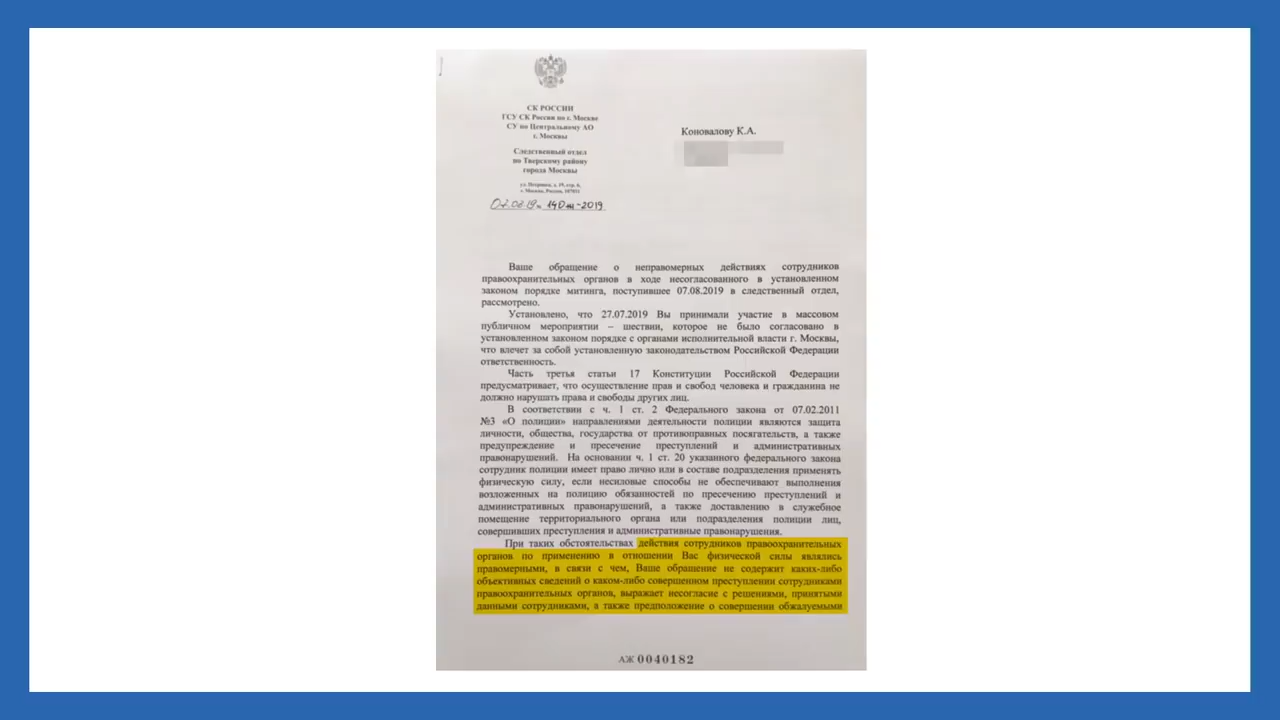 СК РОССИИ
ГСУ СК России по г. Москве
СУ по Центральному АО
г. Москвы
Следственный отдел
по Тверскому району
города Москвы
ул. Петровка, д. 19, стр. 6,
г. Москва, Россия, 107031
140ж-2019
Коновалову К.А.
Ваше обращение о неправомерных действиях сотрудников
правоохранительных органов в ходе несогласованного в установленном
законом порядке митинга, поступившее 07.08.2019 в следственный отдел,
рассмотрено.
Установлено, что 27.07.2019 Вы принимали участие в массовом
публичном мероприятии – шествии, которое не было согласовано в
установленном законом порядке с органами исполнительной власти г. Москвы,
что влечет за собой установленную законодательством Российской Федерации
ответственность.
Часть третья статьи 17 Конституции Российской Федерации
предусматривает, что осуществление прав и свобод человека и гражданина не
должно нарушать права и свободы других лиц.
В соответствии с ч. 1 ст. 2 Федерального закона от 07.02.2011
№3 «О полиции» направлениями деятельности полиции являются защита
личности, общества, государства от противоправных посягательств, а также
предупреждение и пресечение преступлений и административных
правонарушений. На основании ч. 1 ст. 20 указанного федерального закона
сотрудник полиции имеет право лично или в составе подразделения применять
физическую силу, если несиловые способы не обеспечивают выполнения
возложенных на полицию обязанностей по пресечению преступлений и
административных правонарушений, а также доставлению в служебное
помещение территориального органа или подразделения полиции лиц,
совершивших преступления и административные правонарушения.
При таких обстоятельствах действия сотрудников правоохранительных
органов по применению в отношении Вас физической силы являлись
правомерными, в связи с чем, Ваше обращение не содержит каких-либо
объективных сведений о каком-либо совершенном преступлении сотрудниками
правоохранительных органов, выражает несогласие с решениями, принятыми
данными сотрудниками, а также предположение о совершении обжалуемыми
АЖ 0040182